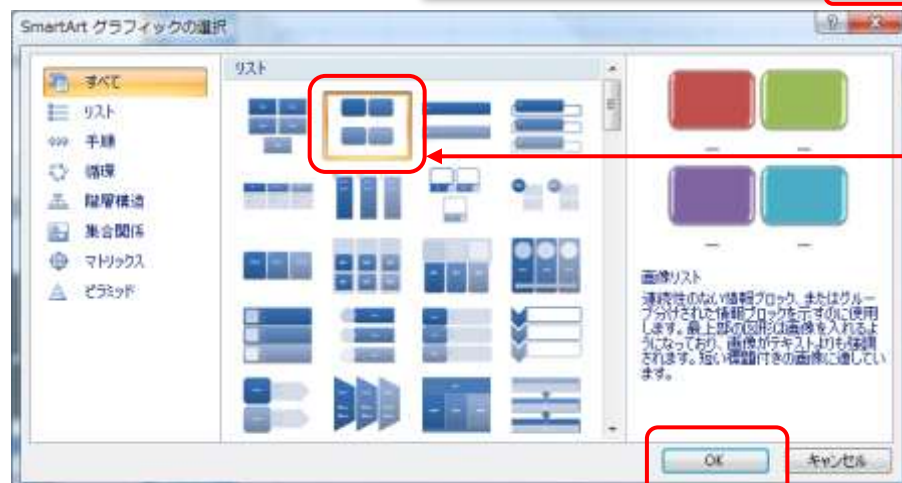 SmartArt グラフィックの選択
すべて
リスト
手順
循環
階層構造
集合関係
マトリックス
ピラミッド
リスト
画像リスト
連続性のない情報ブロック、またはグルー
プ分けされた情報ブロックを示すのに使用
します。最上部の図形は画像を入れるよ
うになっており、画像がテキストよりも強調
されます。短い標題付きの画像に適してい
ます。
OK
キャンセル